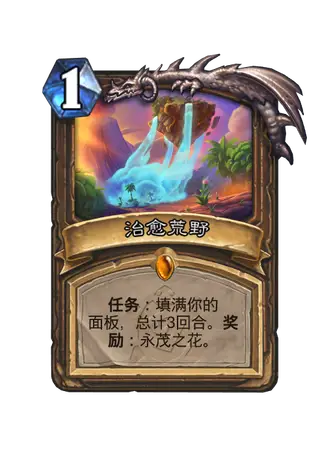 1
治愈荒野
任务：填满你的
面板，总计3回合。奖
励：永茂之花。